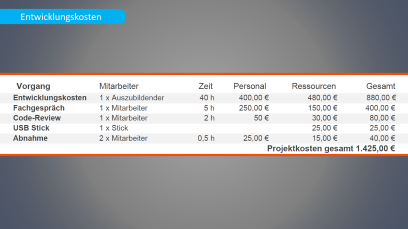 Entwicklungskosten
Vorgang Mitarbeiter Zeit Personal Ressourcen Gesamt
Entwicklungskosten 1 x Auszubildender 40 h 400,00 € 480,00 € 880,00 €
Fachgespräch 1 x Mitarbeiter 5 h 250,00 € 150,00 € 400,00 €
Code-Review 1 x Mitarbeiter 2 h 50 € 30,00 € 80,00 €
USB Stick 1 x Stick 25,00 € 25,00 €
Abnahme 2 x Mitarbeiter 0,5 h 25,00 € 15,00 € 40,00 €
Projektkosten gesamt 1.425,00 €